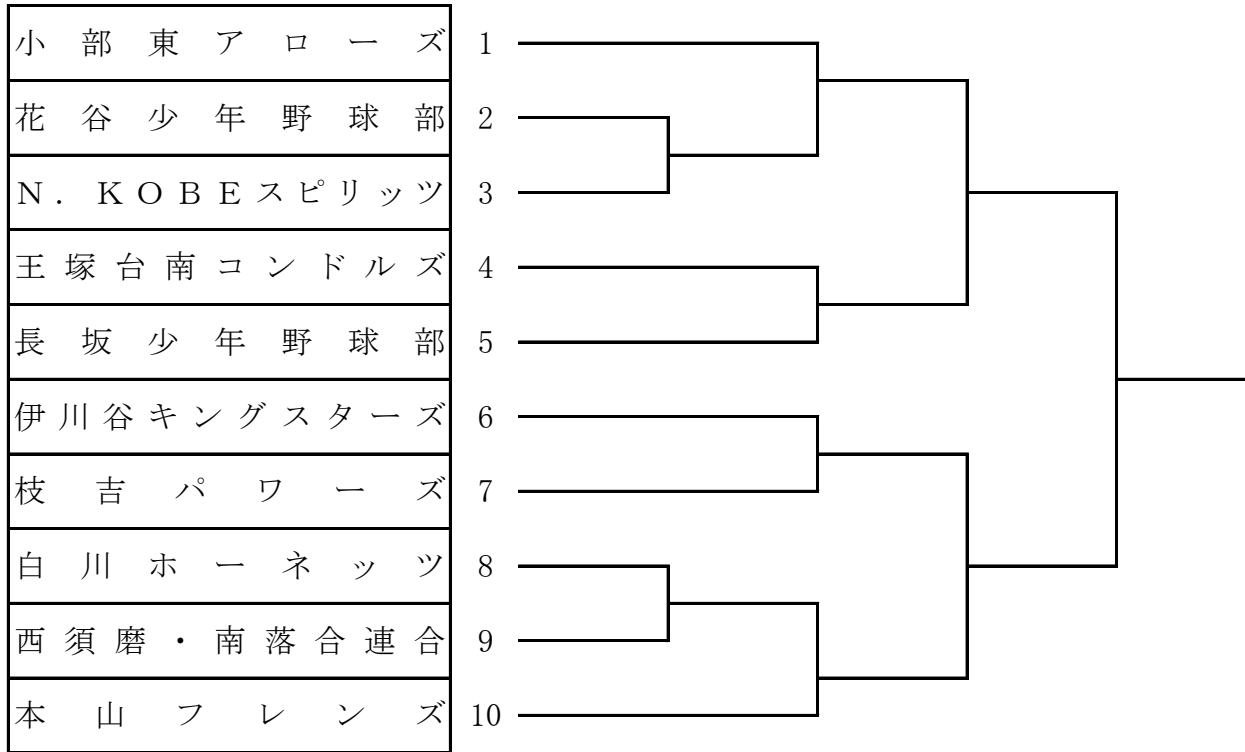 小部東アローズ 1
花谷少年野球部 2
N.KOBEスピリッツ 3
王塚台南コンドルズ 4
長坂少年野球部 5
伊川谷キングスターズ 6
枝吉パワーズ 7
白川ホーネッツ 8
西須磨・南落合連合 9
本山フレンズ 10